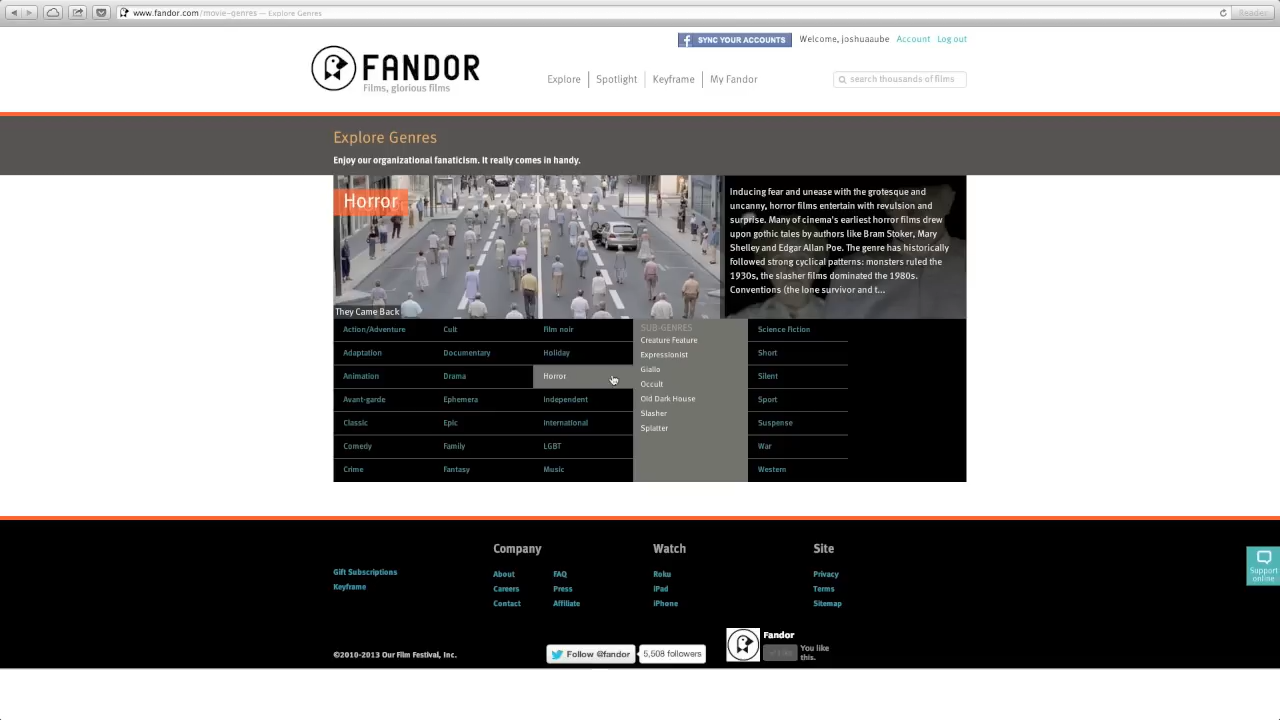 www.fandor.com/movie-genres — Explore Genres
Reader
SYNC YOUR ACCOUNTS
Welcome, joshuaaube Account Log out
FANDOR
Films, glorious films
Explore Spotlight Keyframe My Fandor
search thousands of films
Explore Genres
Enjoy our organizational fanaticism. It really comes in handy.
Horror
They Came Back
Inducing fear and unease with the grotesque and
uncanny, horror films entertain with revulsion and
surprise. Many of cinema's earliest horror films drew
upon gothic tales by authors like Bram Stoker, Mary
Shelley and Edgar Allan Poe. The genre has historically
followed strong cyclical patterns: monsters ruled the
1930s, the slasher films dominated the 1980s.
Conventions (the lone survivor and t...
Action/Adventure
Adaptation
Animation
Avant-garde
Classic
Comedy
Crime
Cult
Documentary
Drama
Ephemera
Epic
Family
Fantasy
Film noir
Holiday
Horror
Independent
International
LGBT
Music
SUB-GENRES
Creature Feature
Expressionist
Giallo
Occult
Old Dark House
Slasher
Splatter
Science Fiction
Short
Silent
Sport
Suspense
War
Western
Support
online
Gift Subscriptions
Keyframe
Company
About
Careers
Contact
FAQ
Press
Affiliate
Watch
Roku
iPad
iPhone
Site
Privacy
Terms
Sitemap
©2010-2013 Our Film Festival, Inc.
Follow @fandor
5,508 followers
Fandor
You like
this.